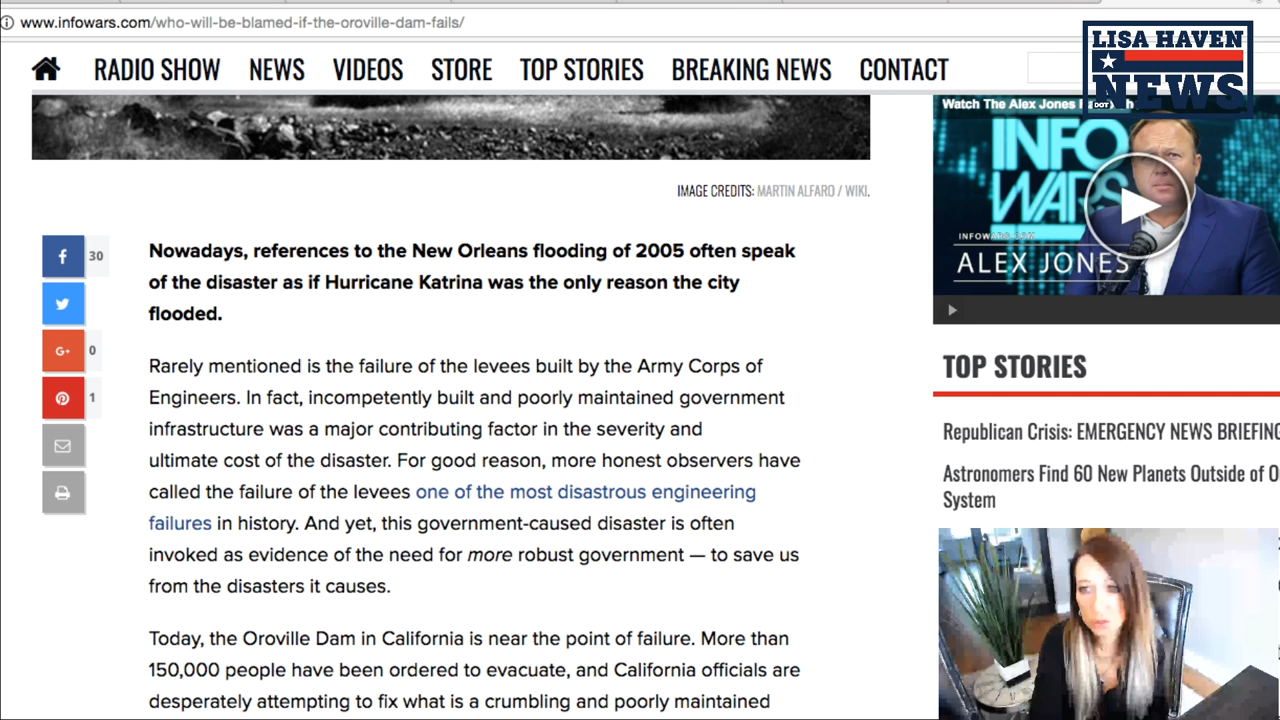 www.infowars.com/who-will-be-blamed-if-the-oroville-dam-fails/
LISA HAVEN
DOT NEWS
RADIO SHOW NEWS VIDEOS STORE TOP STORIES BREAKING NEWS CONTACT
Watch The Alex Jones
IMAGE CREDITS: MARTIN ALFARO / WIKI.
INFO
WARS
INFOWARS.COM
ALEX JONES
30
0
1
Nowadays, references to the New Orleans flooding of 2005 often speak
of the disaster as if Hurricane Katrina was the only reason the city
flooded.
Rarely mentioned is the failure of the levees built by the Army Corps of
Engineers. In fact, incompetently built and poorly maintained government
infrastructure was a major contributing factor in the severity and
ultimate cost of the disaster. For good reason, more honest observers have
called the failure of the levees one of the most disastrous engineering
failures in history. And yet, this government-caused disaster is often
invoked as evidence of the need for more robust government — to save us
from the disasters it causes.
Today, the Oroville Dam in California is near the point of failure. More than
150,000 people have been ordered to evacuate, and California officials are
desperately attempting to fix what is a crumbling and poorly maintained
TOP STORIES
Republican Crisis: EMERGENCY NEWS BRIEFING
Astronomers Find 60 New Planets Outside of
System